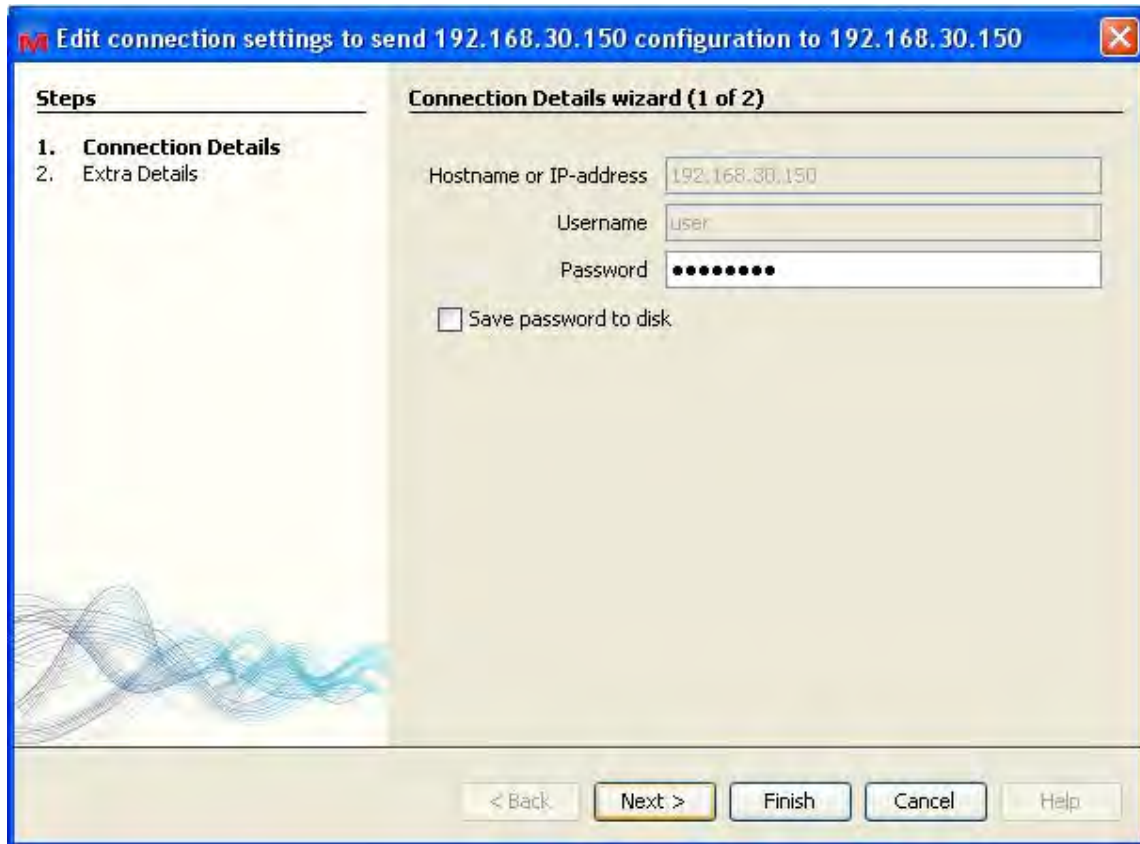 Edit connection settings to send 192.168.30.150 configuration to 192.168.30.150
Steps
1. Connection Details
2. Extra Details
Connection Details wizard (1 of 2)
Hostname or IP-address 192.168.30.150
Username user
Password ●●●●●●●●
Save password to disk
< Back Next > Finish Cancel Help